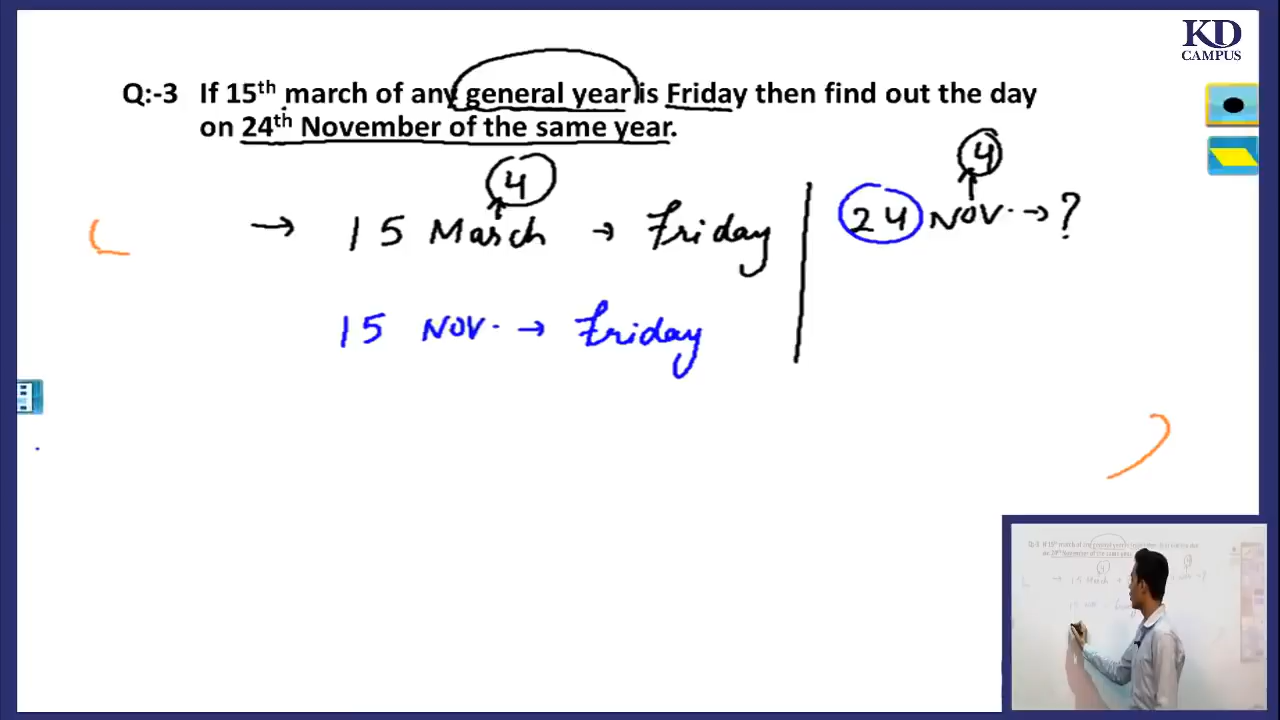 KD
CAMPUS
Q:-3 If 15th march of any general year is Friday then find out the day
on 24th November of the same year.
4
→ 15 March → Friday
4
24 NOV. → ?
15 NOV. → Friday